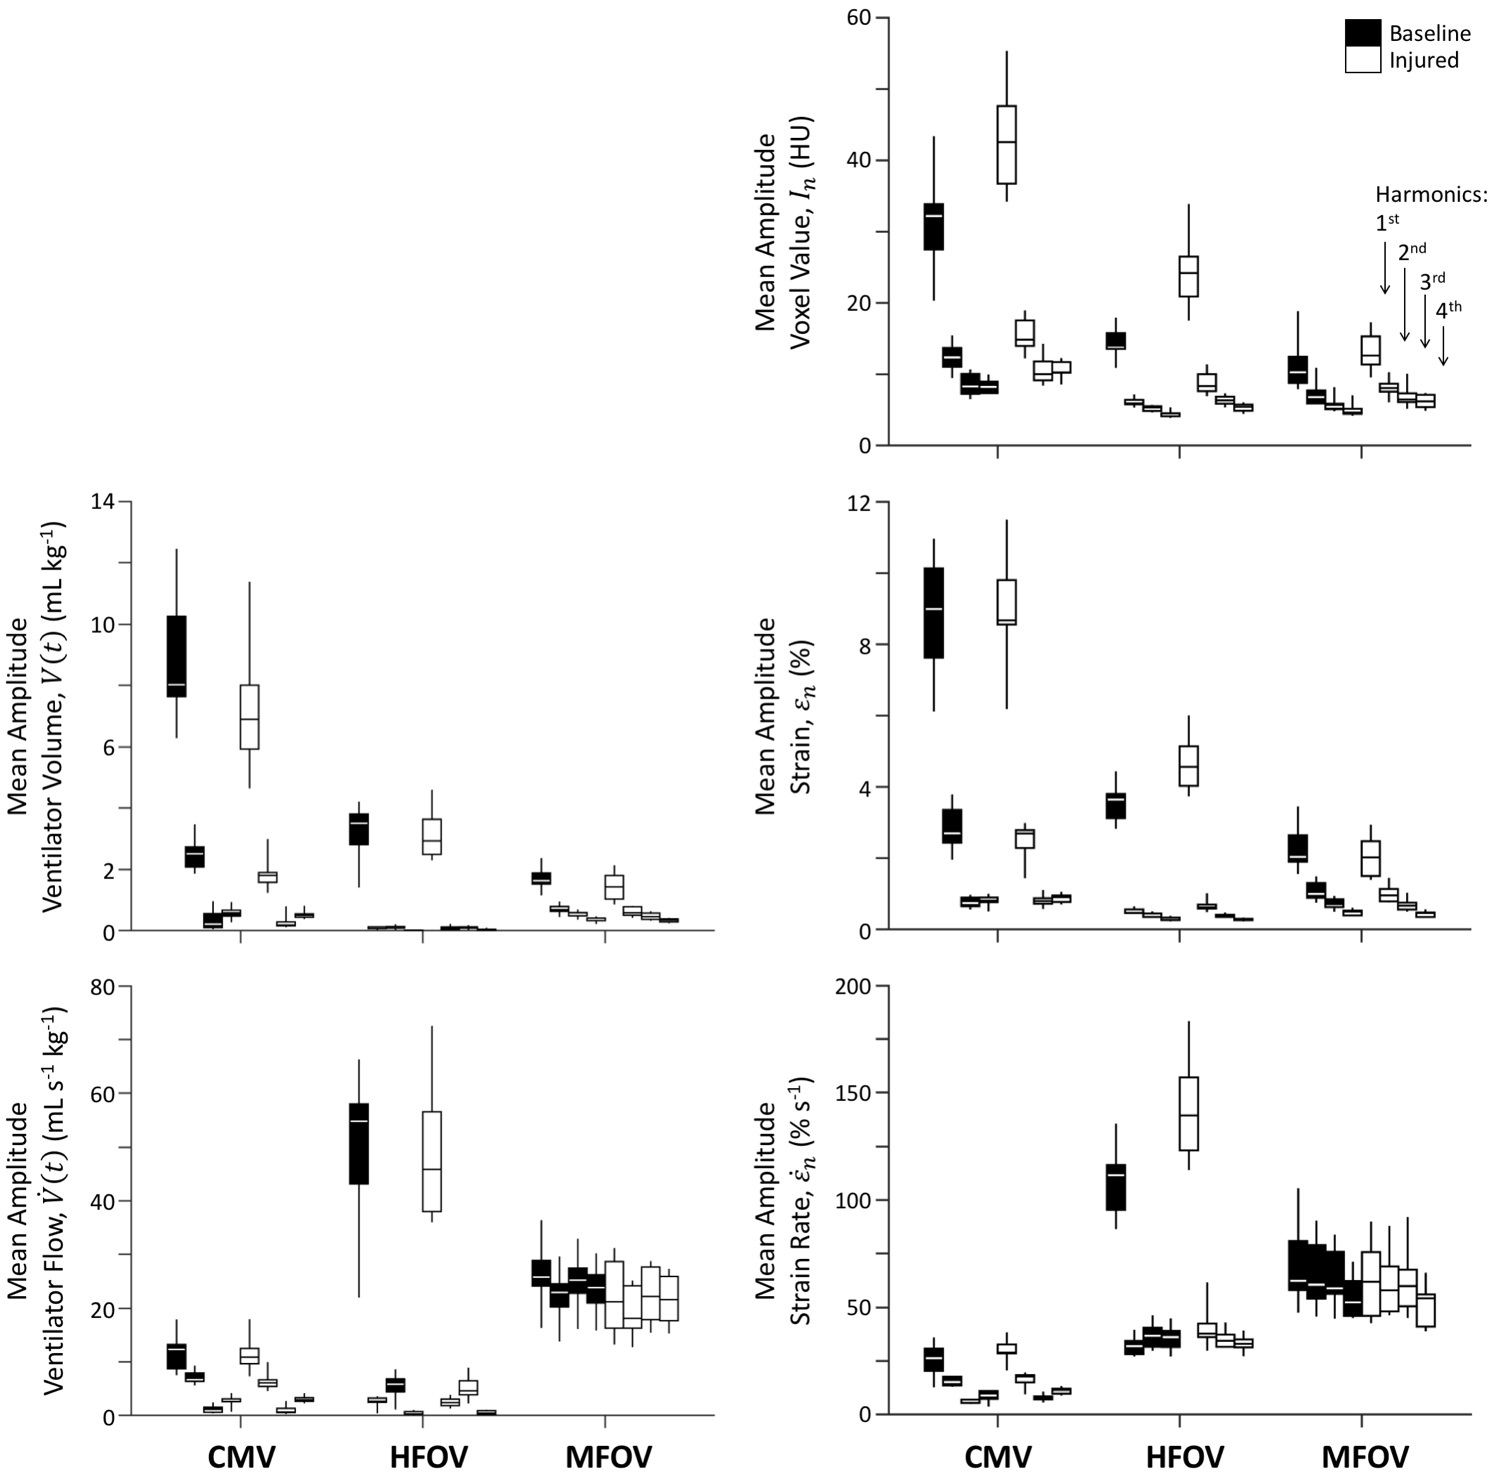 Baseline
Injured
Mean Amplitude
Voxel Value, Iₙ (HU)
60
40
20
0
Harmonics:
1st
2nd
3rd
4th
Mean Amplitude
Ventilator Volume, V(t) (mL kg⁻¹)
14
10
6
2
0
Mean Amplitude
Strain, εₙ (%)
12
8
4
0
Mean Amplitude
Ventilator Flow, V̇(t) (mL s⁻¹ kg⁻¹)
80
60
40
20
0
CMV
HFOV
MFOV
Mean Amplitude
Strain Rate, ε̇ₙ (% s⁻¹)
200
150
100
50
0
CMV
HFOV
MFOV